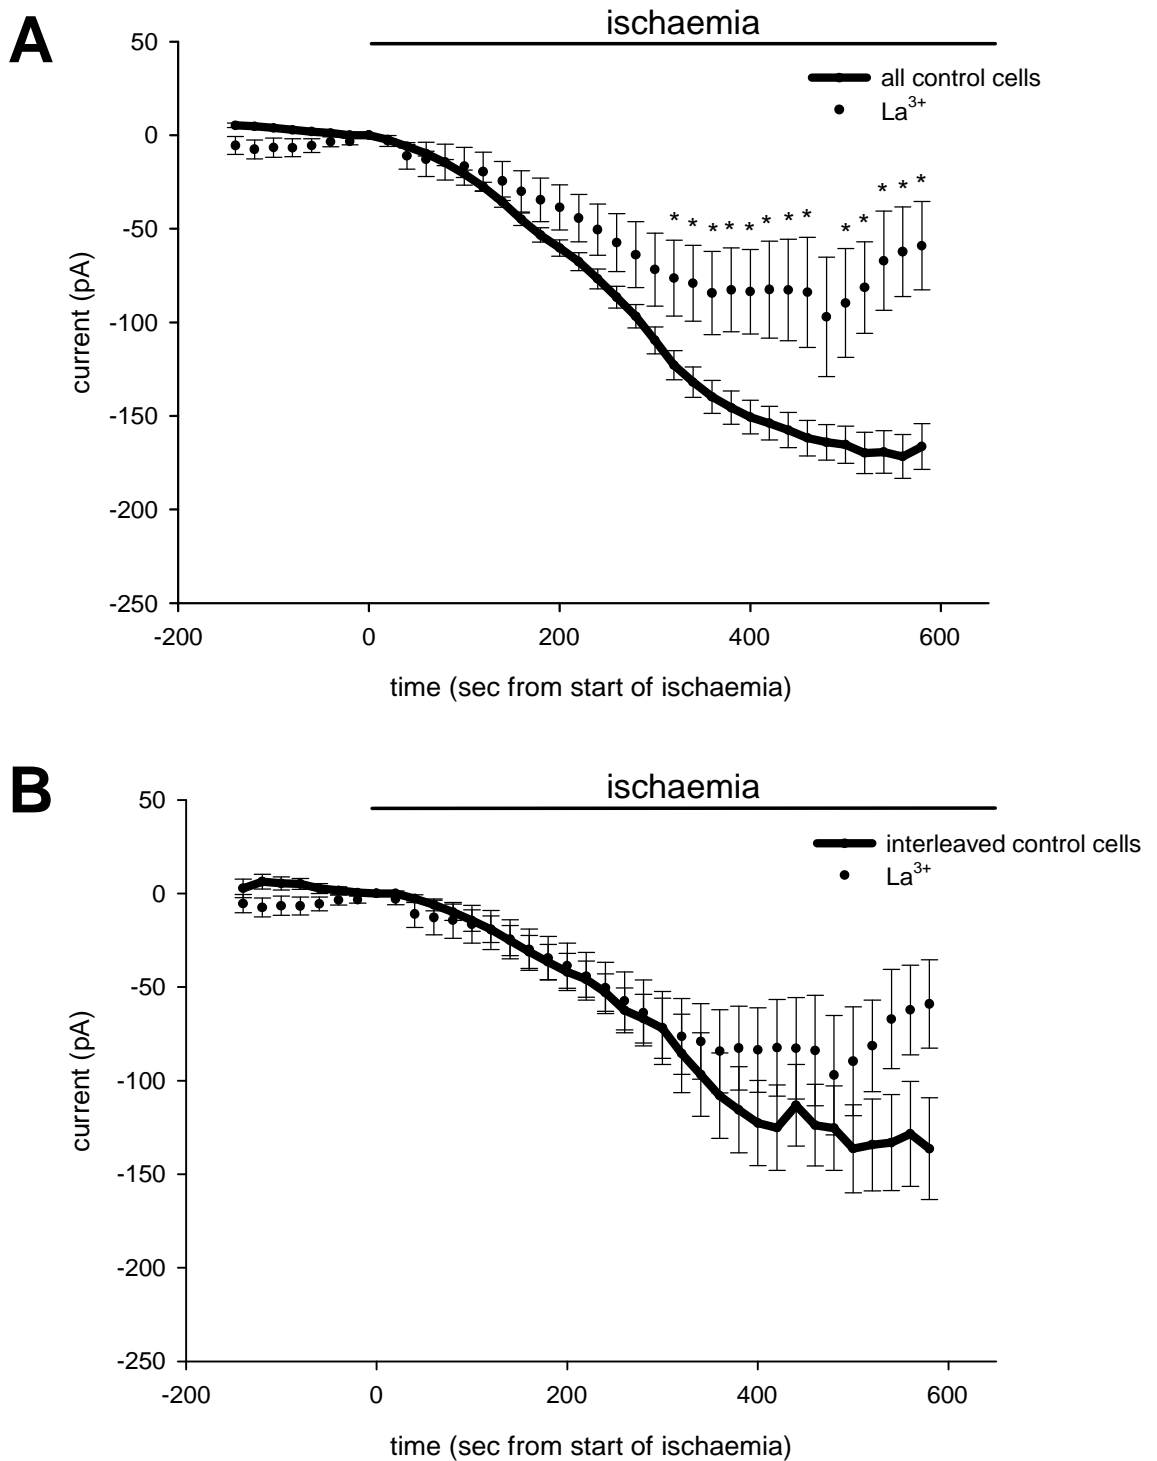 A
ischaemia
all control cells
La³⁺
50
0
-50
-100
-150
-200
-250
current (pA)
* * * * * * * * * * * * *
-200 0 200 400 600
time (sec from start of ischaemia)
B
ischaemia
interleaved control cells
La³⁺
50
0
-50
-100
-150
-200
-250
current (pA)
-200 0 200 400 600
time (sec from start of ischaemia)